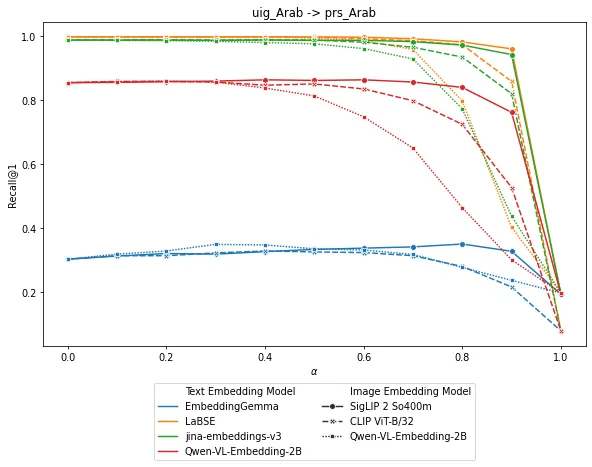 uig_Arab -> prs_Arab
Recall@1
1.0
0.8
0.6
0.4
0.2
0.0 0.2 0.4 0.6 0.8 1.0
α
Text Embedding Model Image Embedding Model
EmbeddingGemma SigLIP 2 So400m
LaBSE CLIP ViT-B/32
jina-embeddings-v3 Qwen-VL-Embedding-2B
Qwen-VL-Embedding-2B